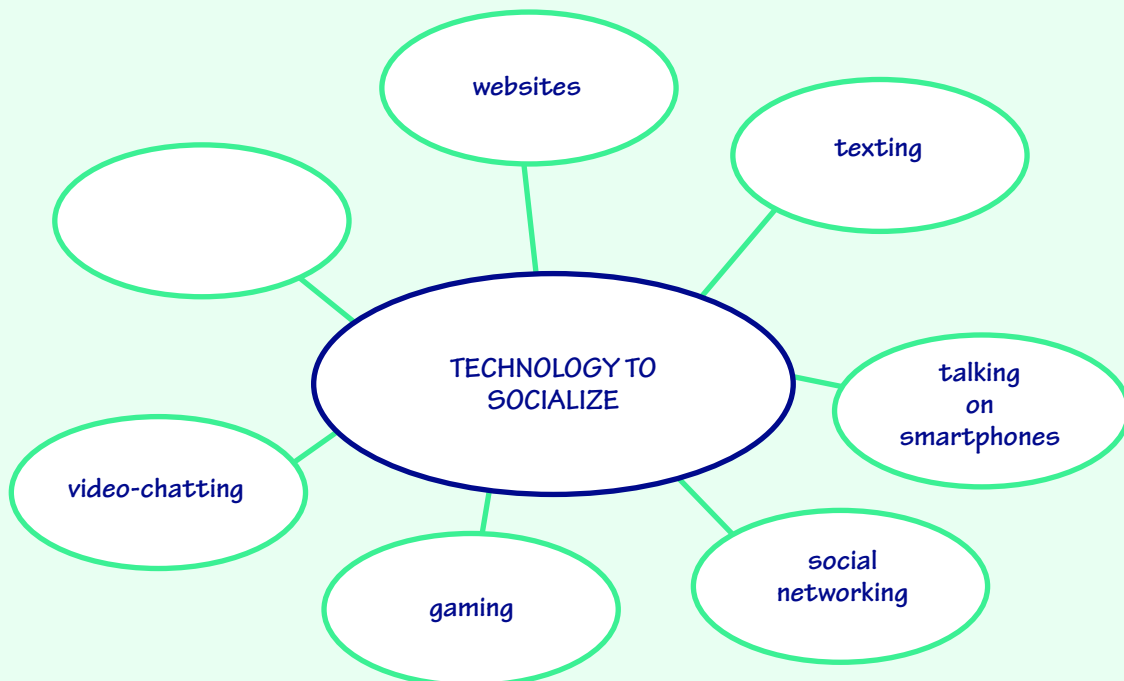 websites
texting
TECHNOLOGY TO
SOCIALIZE
talking
on
smartphones
video-chatting
social
networking
gaming